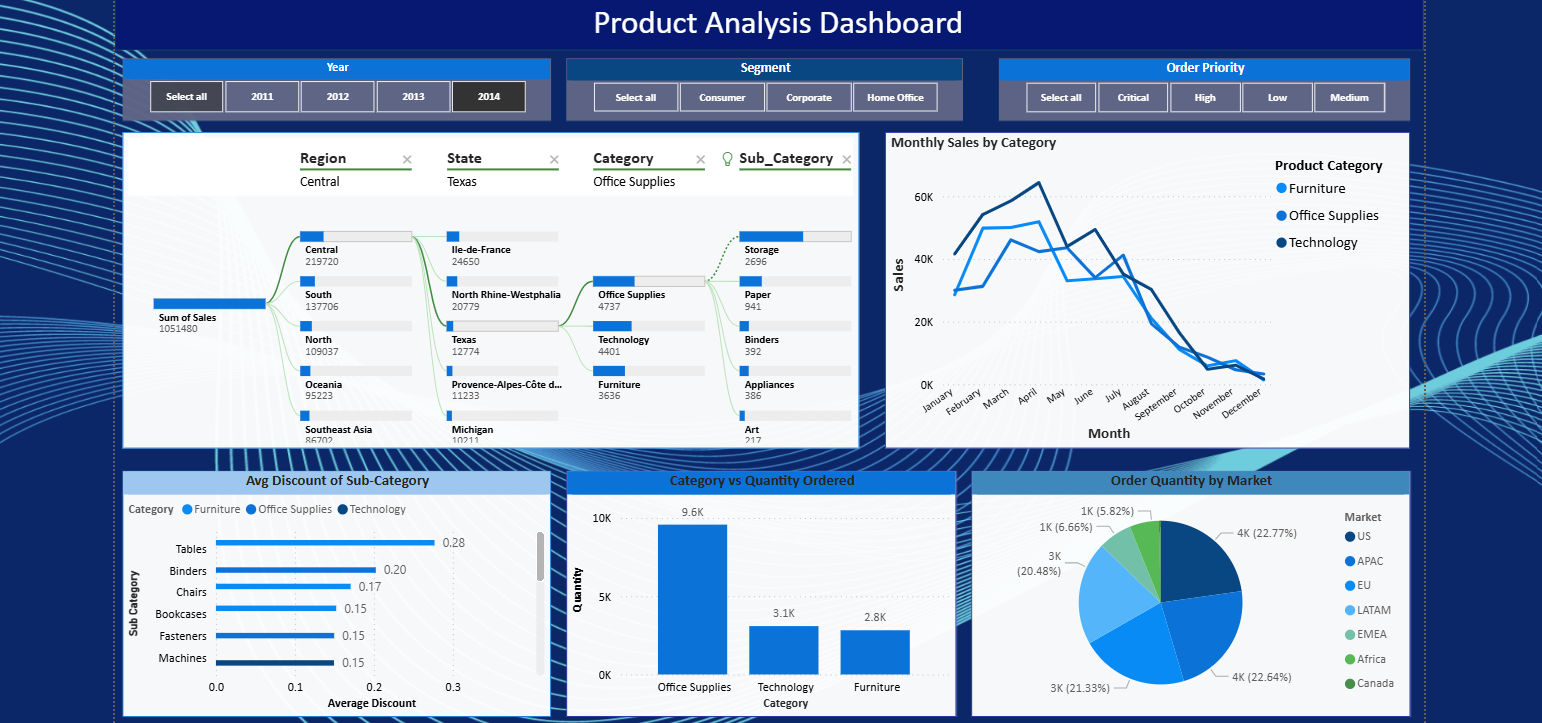 Product Analysis Dashboard
Year
Select all 2011 2012 2013 2014
Segment
Select all Consumer Corporate Home Office
Order Priority
Select all Critical High Low Medium
Region
Central
State
Texas
Category
Office Supplies
Sub_Category
Sum of Sales
1051480
Central
219720
South
137706
North
109037
Oceania
95223
Southeast Asia
86702
Ile-de-France
24650
North Rhine-Westphalia
20779
Texas
12774
Provence-Alpes-Côte d...
11233
Michigan
10211
Office Supplies
4737
Technology
4401
Furniture
3636
Storage
2696
Paper
941
Binders
392
Appliances
386
Art
217
Monthly Sales by Category
Product Category
Furniture
Office Supplies
Technology
Sales
60K
40K
20K
0K
January February March April May June July August September October November December
Month
Avg Discount of Sub-Category
Category Furniture Office Supplies Technology
Sub Category
Tables 0.28
Binders 0.20
Chairs 0.17
Bookcases 0.15
Fasteners 0.15
Machines 0.15
0.0 0.1 0.2 0.3
Average Discount
Category vs Quantity Ordered
Quantity
10K
5K
0K
9.6K
3.1K
2.8K
Office Supplies Technology Furniture
Category
Order Quantity by Market
1K (5.82%)
1K (6.66%)
3K
(20.48%)
3K (21.33%)
4K (22.64%)
4K (22.77%)
Market
US
APAC
EU
LATAM
EMEA
Africa
Canada